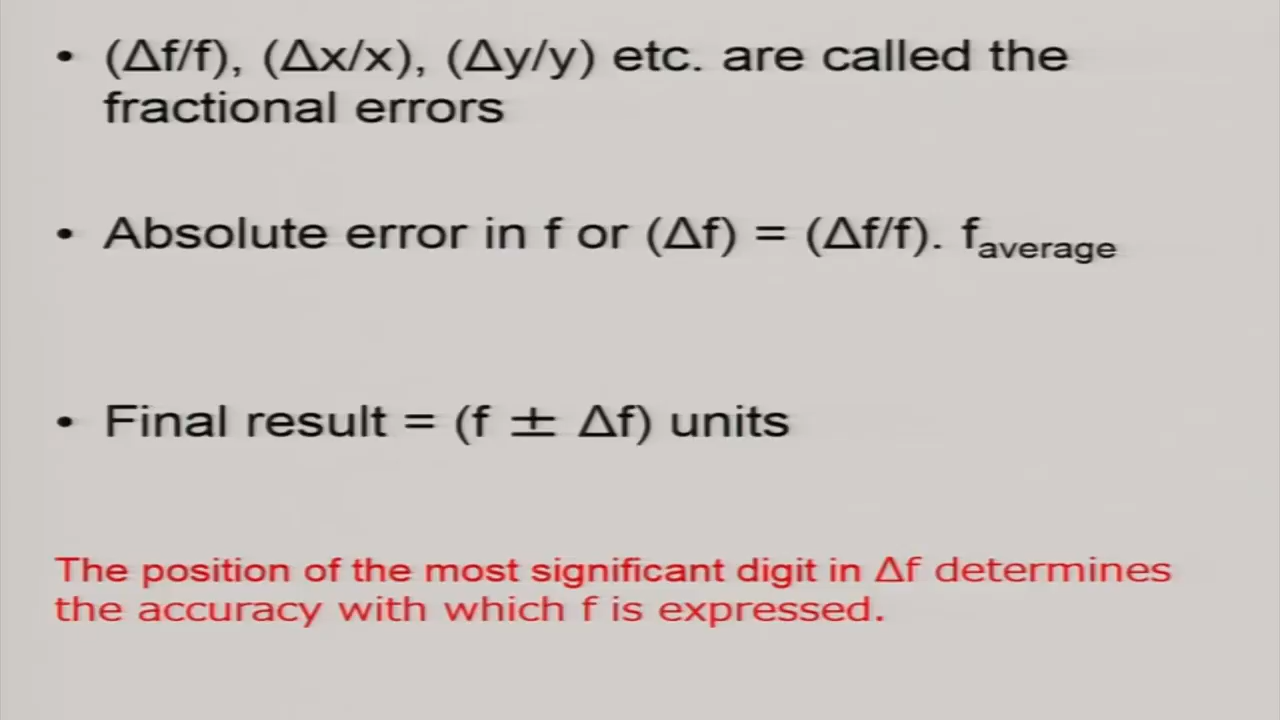 • (Δf/f), (Δx/x), (Δy/y) etc. are called the
fractional errors
• Absolute error in f or (Δf) = (Δf/f). faverage
• Final result = (f ± Δf) units
The position of the most significant digit in Δf determines
the accuracy with which f is expressed.